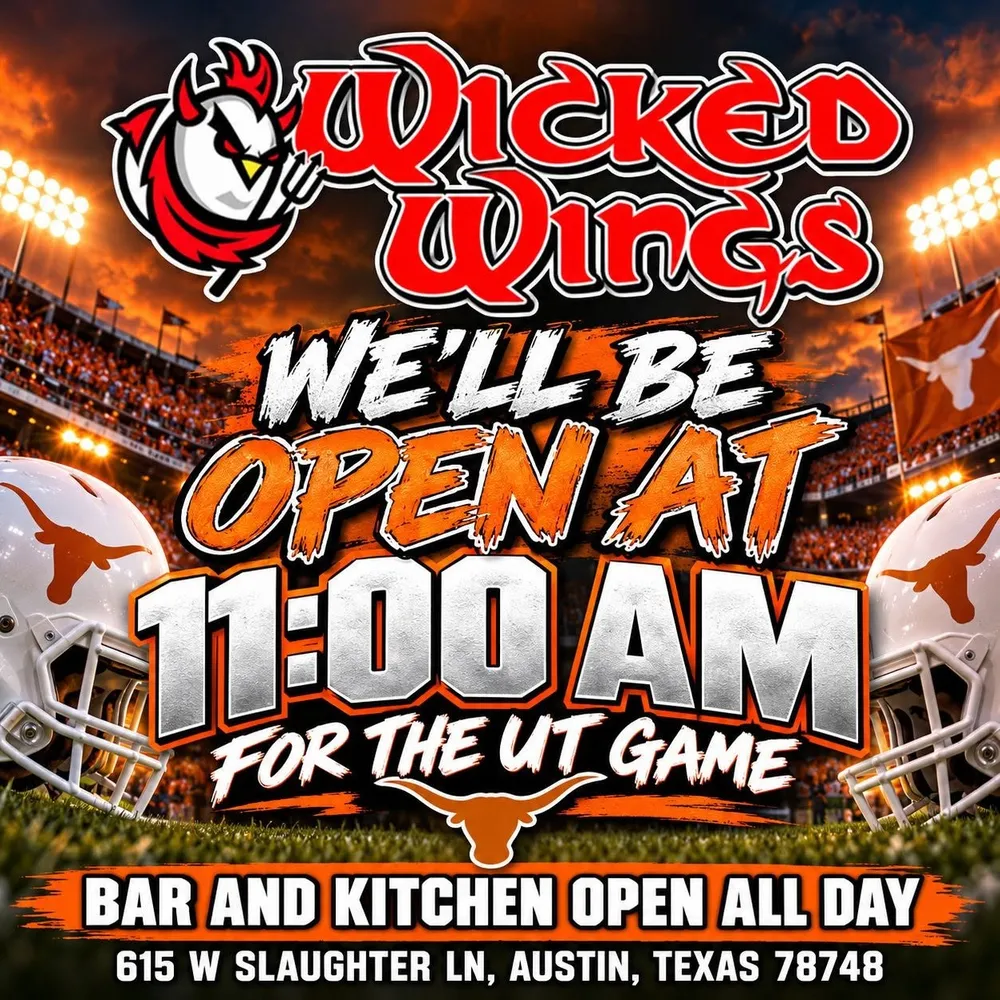 WICKED
WINGS
WE'LL BE
OPEN AT
11:00 AM
FOR THE UT GAME
BAR AND KITCHEN OPEN ALL DAY
615 W SLAUGHTER LN, AUSTIN, TEXAS 78748